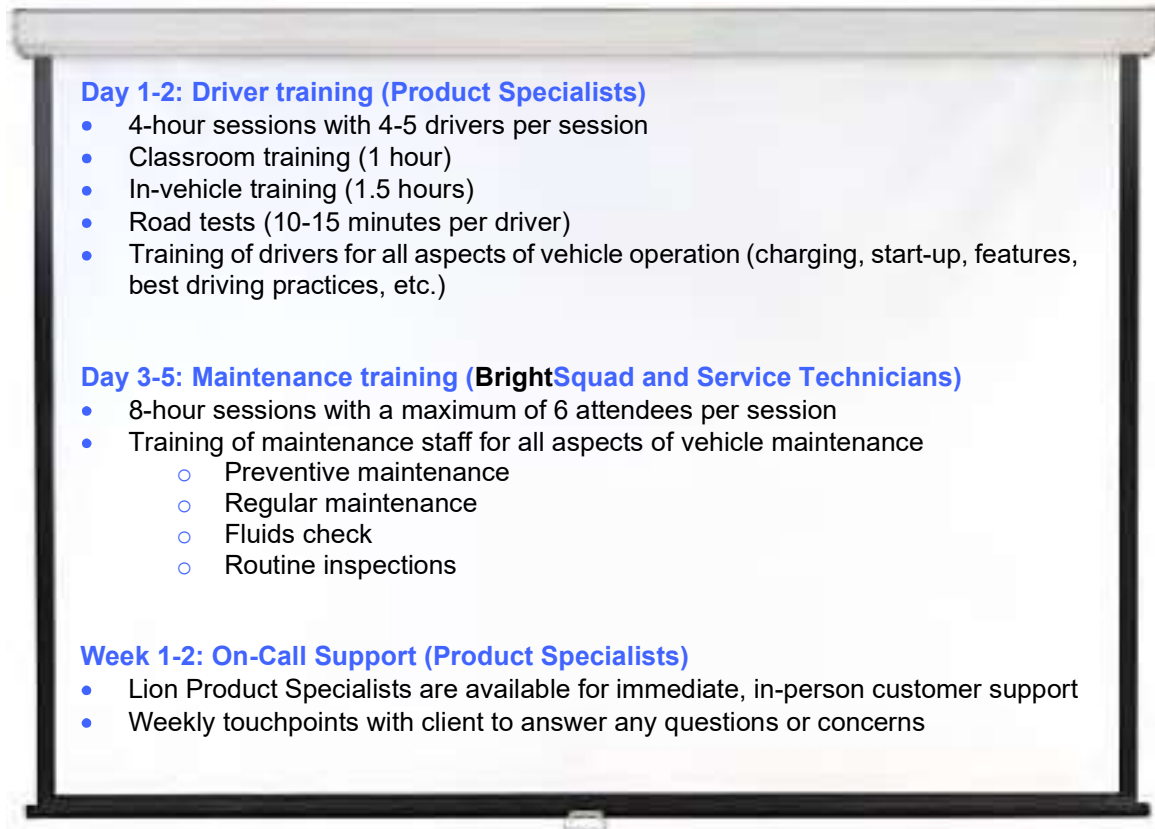 Day 1-2: Driver training (Product Specialists)
• 4-hour sessions with 4-5 drivers per session
• Classroom training (1 hour)
• In-vehicle training (1.5 hours)
• Road tests (10-15 minutes per driver)
• Training of drivers for all aspects of vehicle operation (charging, start-up, features,
best driving practices, etc.)
Day 3-5: Maintenance training (BrightSquad and Service Technicians)
• 8-hour sessions with a maximum of 6 attendees per session
• Training of maintenance staff for all aspects of vehicle maintenance
○ Preventive maintenance
○ Regular maintenance
○ Fluids check
○ Routine inspections
Week 1-2: On-Call Support (Product Specialists)
• Lion Product Specialists are available for immediate, in-person customer support
• Weekly touchpoints with client to answer any questions or concerns